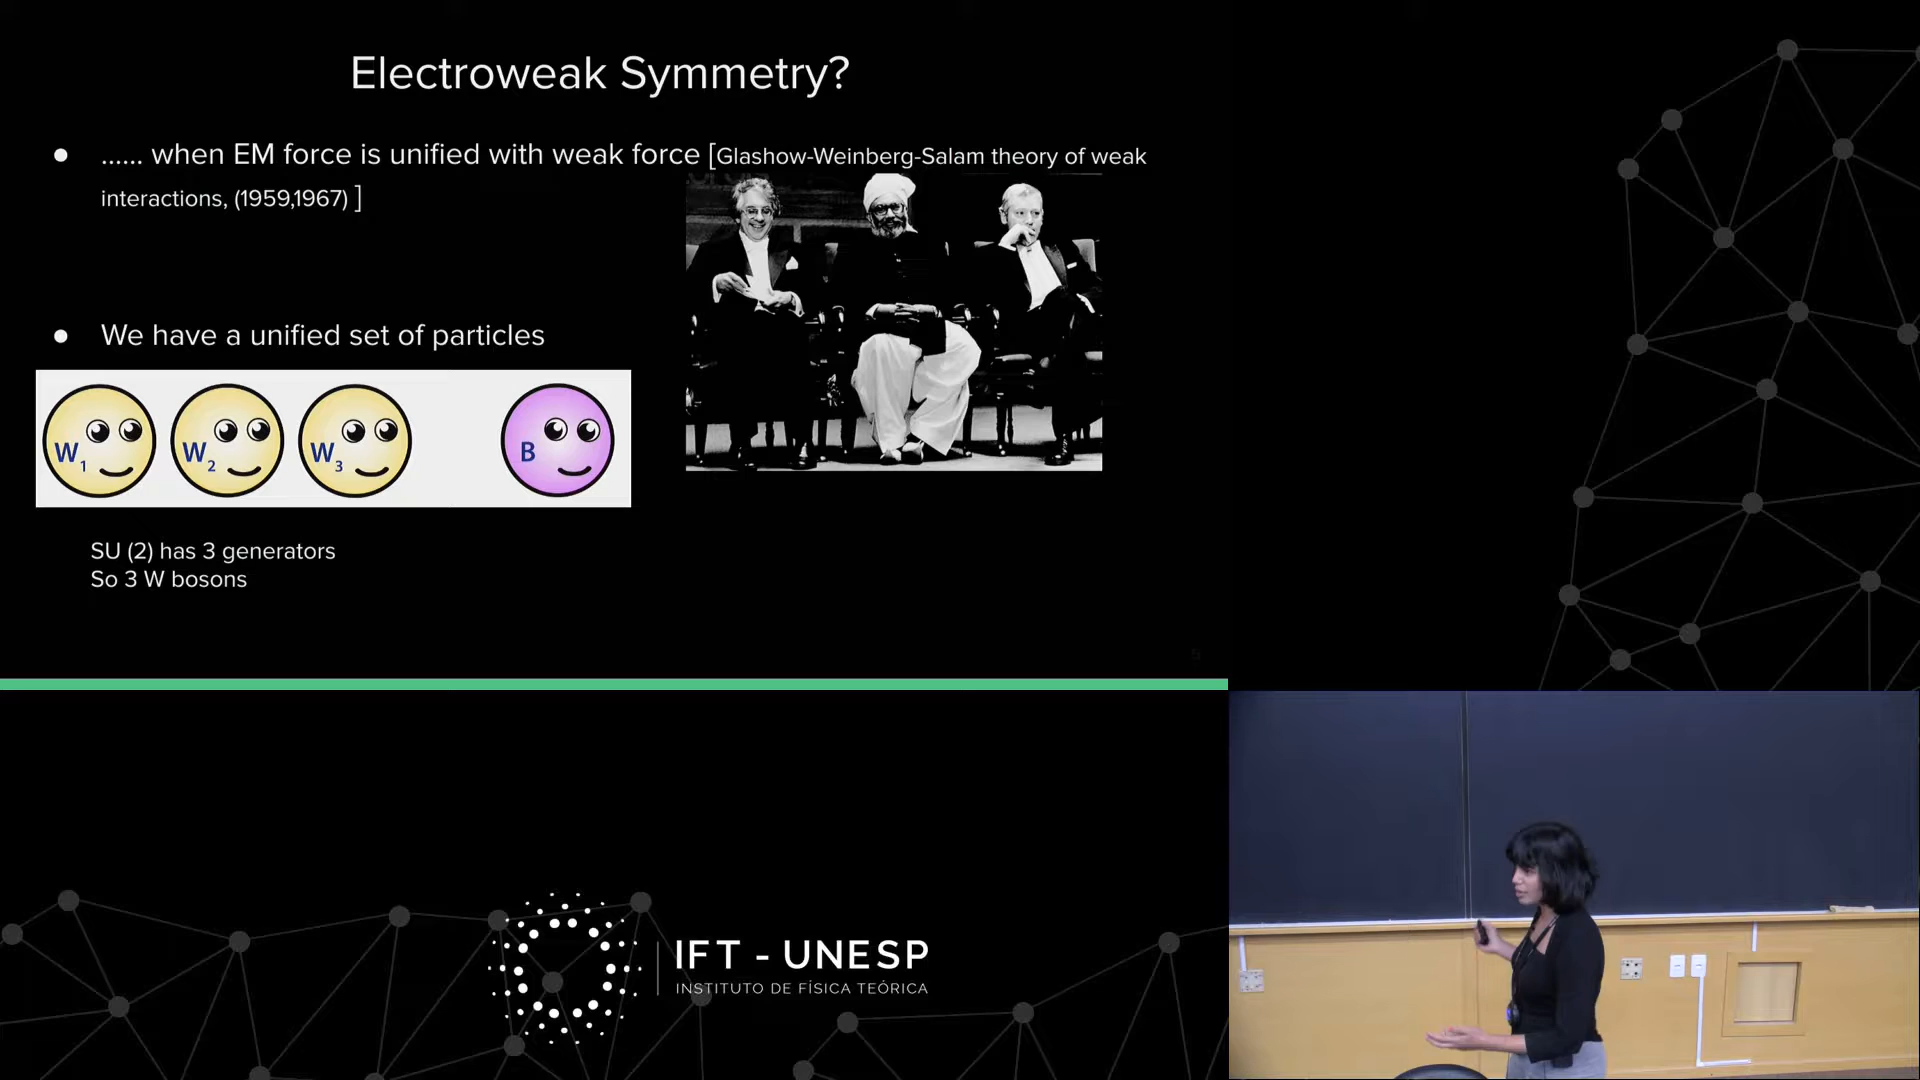 Electroweak Symmetry?
● ...... when EM force is unified with weak force [Glashow-Weinberg-Salam theory of weak
interactions, (1959,1967) ]
● We have a unified set of particles
W1 W2 W3 B
SU (2) has 3 generators
So 3 W bosons
5
IFT - UNESP
INSTITUTO DE FÍSICA TEÓRICA